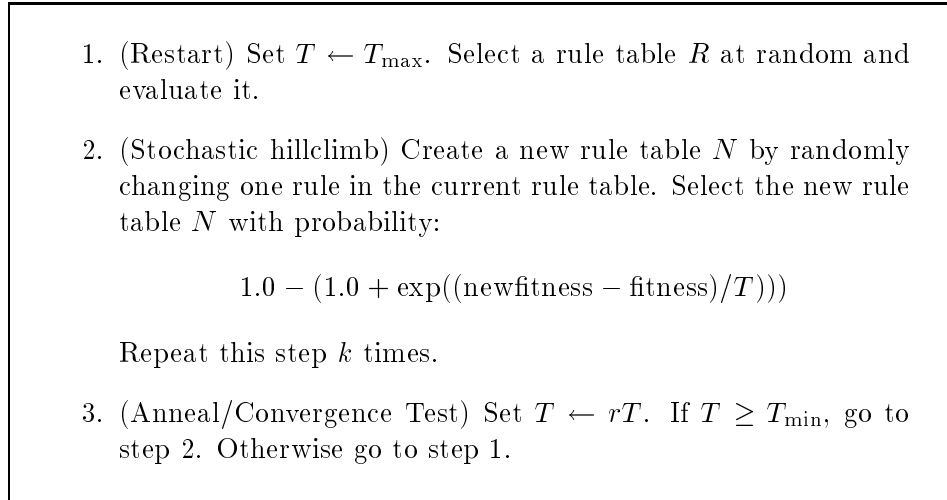 1. (Restart) Set T ← T_max. Select a rule table R at random and
evaluate it.
2. (Stochastic hillclimb) Create a new rule table N by randomly
changing one rule in the current rule table. Select the new rule
table N with probability:
1.0 − (1.0 + exp((newfitness − fitness)/T)))
Repeat this step k times.
3. (Anneal/Convergence Test) Set T ← rT. If T ≥ T_min, go to
step 2. Otherwise go to step 1.